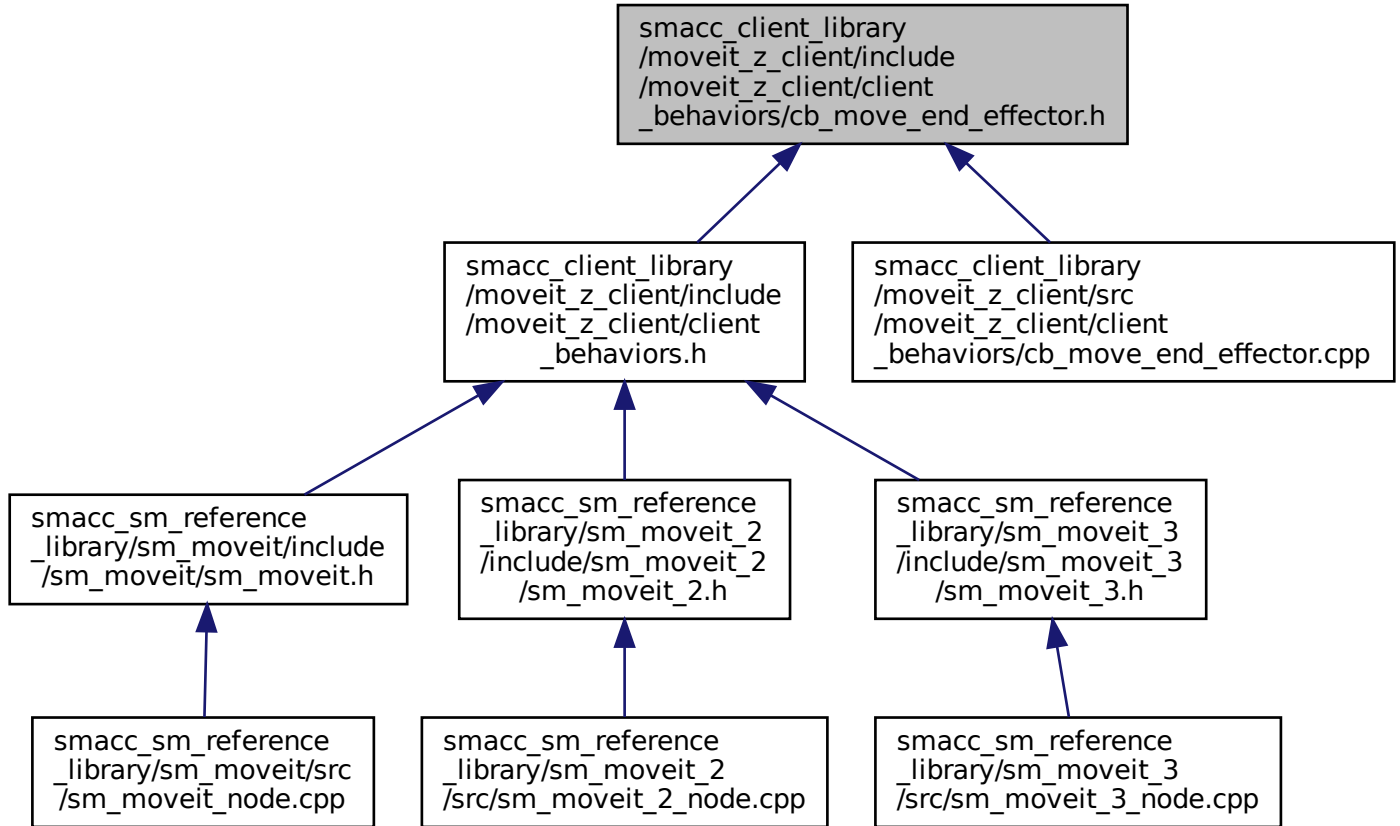 smacc_client_library
/moveit_z_client/include
/moveit_z_client/client
_behaviors/cb_move_end_effector.h
smacc_client_library
/moveit_z_client/include
/moveit_z_client/client
_behaviors.h
smacc_client_library
/moveit_z_client/src
/moveit_z_client/client
_behaviors/cb_move_end_effector.cpp
smacc_sm_reference
_library/sm_moveit/include
/sm_moveit/sm_moveit.h
smacc_sm_reference
_library/sm_moveit_2
/include/sm_moveit_2
/sm_moveit_2.h
smacc_sm_reference
_library/sm_moveit_3
/include/sm_moveit_3
/sm_moveit_3.h
smacc_sm_reference
_library/sm_moveit/src
/sm_moveit_node.cpp
smacc_sm_reference
_library/sm_moveit_2
/src/sm_moveit_2_node.cpp
smacc_sm_reference
_library/sm_moveit_3
/src/sm_moveit_3_node.cpp